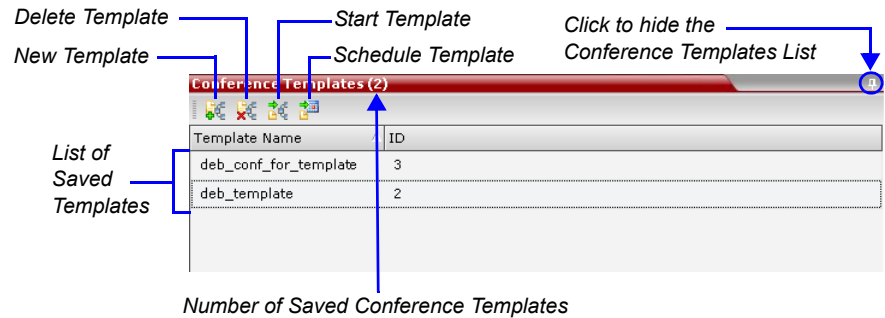 Delete Template
Start Template
Click to hide the
New Template
Schedule Template
Conference Templates List
Conference Templates (2)
Template Name
ID
List of
Saved
Templates
deb_conf_for_template 3
deb_template 2
Number of Saved Conference Templates